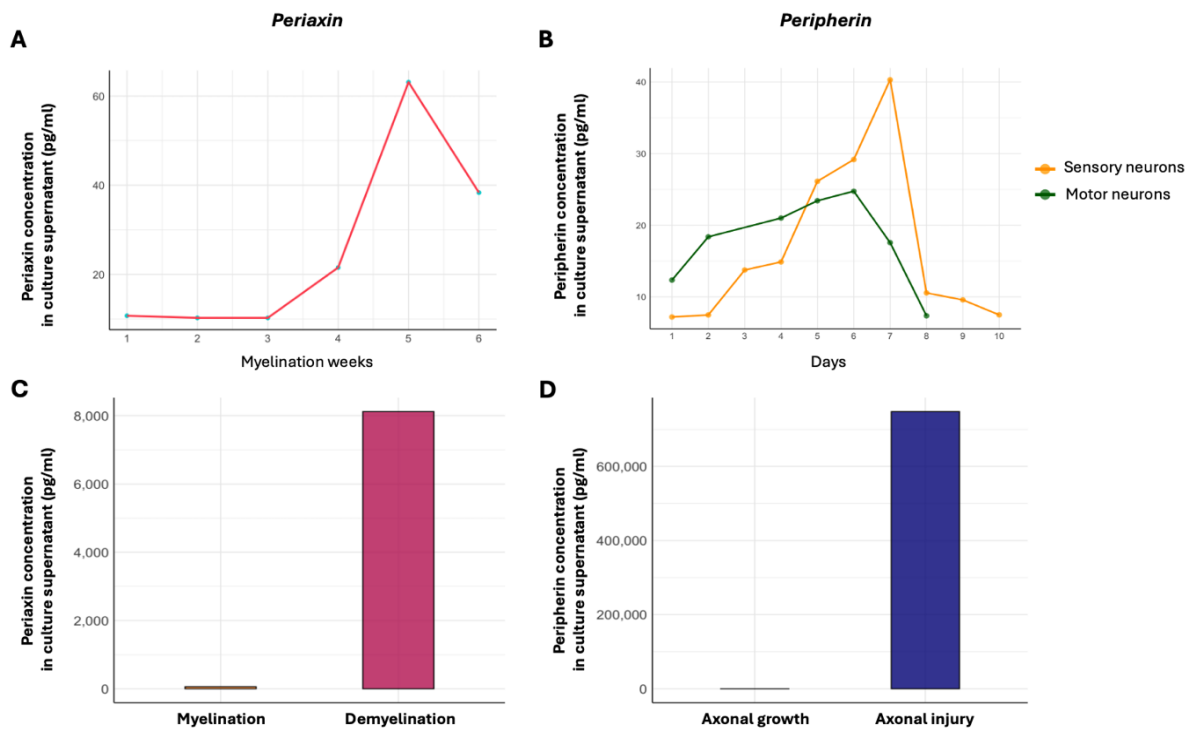 Periaxin
Peripherin
A
B
Periaxin concentration
in culture supernatant (pg/ml)
60
40
20
1 2 3 4 5 6
Myelination weeks
Peripherin concentration
in culture supernatant (pg/ml)
40
30
20
10
1 2 3 4 5 6 7 8 9 10
Days
Sensory neurons
Motor neurons
C
D
Periaxin concentration
in culture supernatant (pg/ml)
8,000
6,000
4,000
2,000
0
Myelination Demyelination
Peripherin concentration
in culture supernatant (pg/ml)
600,000
400,000
200,000
0
Axonal growth Axonal injury